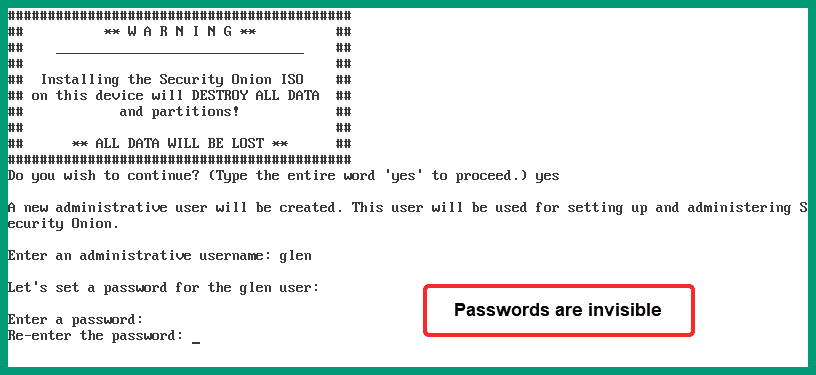 ###########################################
##          ** W A R N I N G **          ##
##    _______________________________    ##
##                                       ##
##  Installing the Security Onion ISO    ##
## on this device will DESTROY ALL DATA  ##
##            and partitions!            ##
##                                       ##
##      ** ALL DATA WILL BE LOST **      ##
###########################################
Do you wish to continue? (Type the entire word 'yes' to proceed.) yes
A new administrative user will be created. This user will be used for setting up and administering S
ecurity Onion.
Enter an administrative username: glen
Let's set a password for the glen user:
Passwords are invisible
Enter a password:
Re-enter the password: _